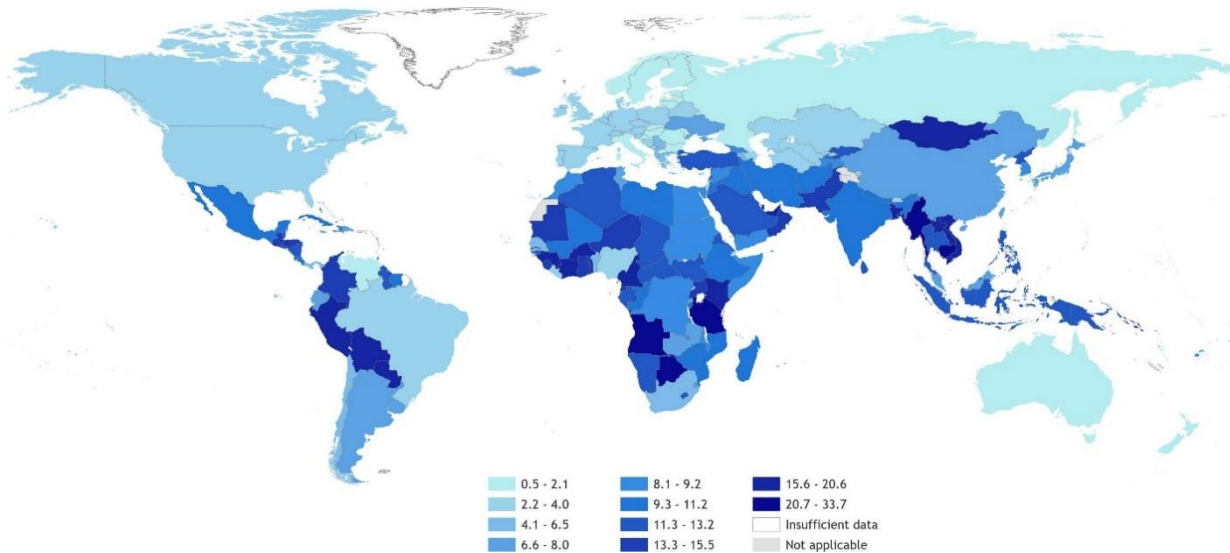 0.5 - 2.1
2.2 - 4.0
4.1 - 6.5
6.6 - 8.0
8.1 - 9.2
9.3 - 11.2
11.3 - 13.2
13.3 - 15.5
15.6 - 20.6
20.7 - 33.7
Insufficient data
Not applicable